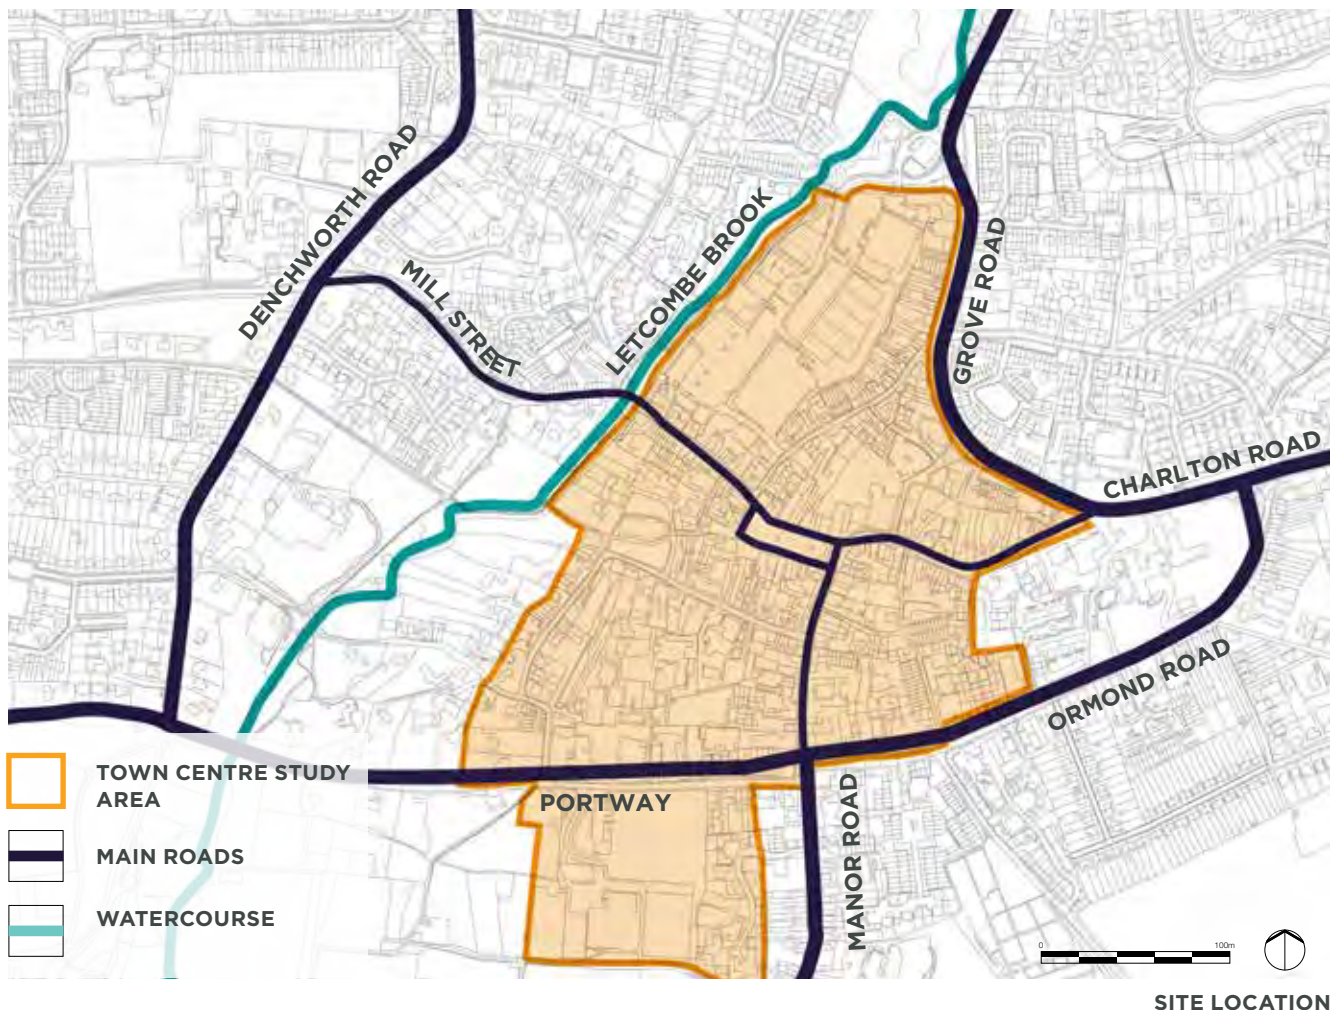 DENCHWORTH ROAD
MILL STREET
LETCOMBE BROOK
GROVE ROAD
CHARLTON ROAD
ORMOND ROAD
PORTWAY
MANOR ROAD
TOWN CENTRE STUDY
AREA
MAIN ROADS
WATERCOURSE
0 100m
SITE LOCATION